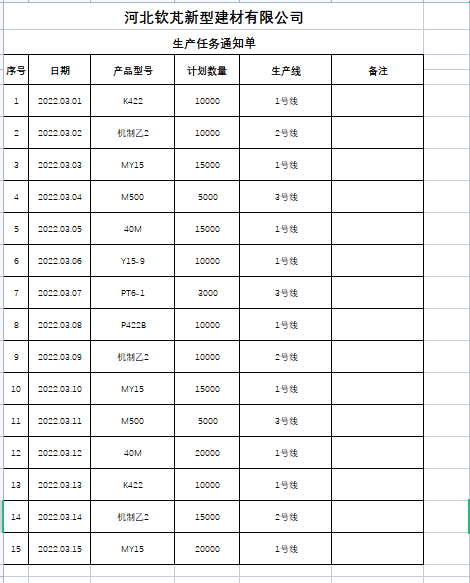 河北钦芃新型建材有限公司
生产任务通知单
序号 日期 产品型号 计划数量 生产线 备注
1 2022.03.01 K422 10000 1号线
2 2022.03.02 机制乙2 10000 2号线
3 2022.03.03 MY15 15000 1号线
4 2022.03.04 M500 5000 3号线
5 2022.03.05 40M 15000 1号线
6 2022.03.06 Y15-9 10000 1号线
7 2022.03.07 PT6-1 3000 3号线
8 2022.03.08 P422B 10000 1号线
9 2022.03.09 机制乙2 10000 2号线
10 2022.03.10 MY15 15000 1号线
11 2022.03.11 M500 5000 3号线
12 2022.03.12 40M 20000 1号线
13 2022.03.13 K422 10000 1号线
14 2022.03.14 机制乙2 15000 2号线
15 2022.03.15 MY15 20000 1号线